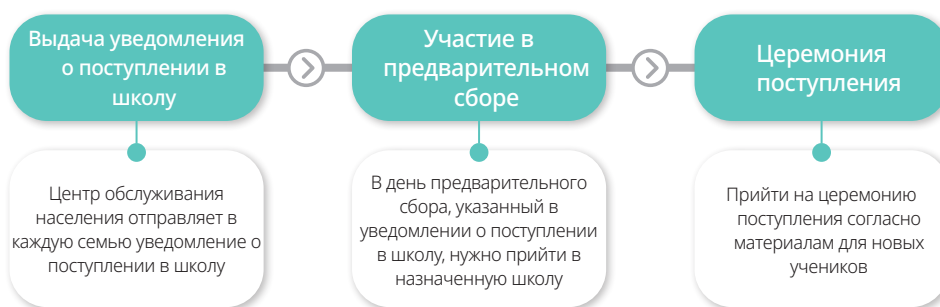 Выдача уведомления
о поступлении в
школу
Центр обслуживания
населения отправляет в
каждую семью уведомление о
поступлении в школу
Участие в
предварительном
сборе
В день предварительного
сбора, указанный в
уведомлении о поступлении
в школу, нужно прийти в
назначенную школу
Церемония
поступления
Прийти на церемонию
поступления согласно
материалам для новых
учеников